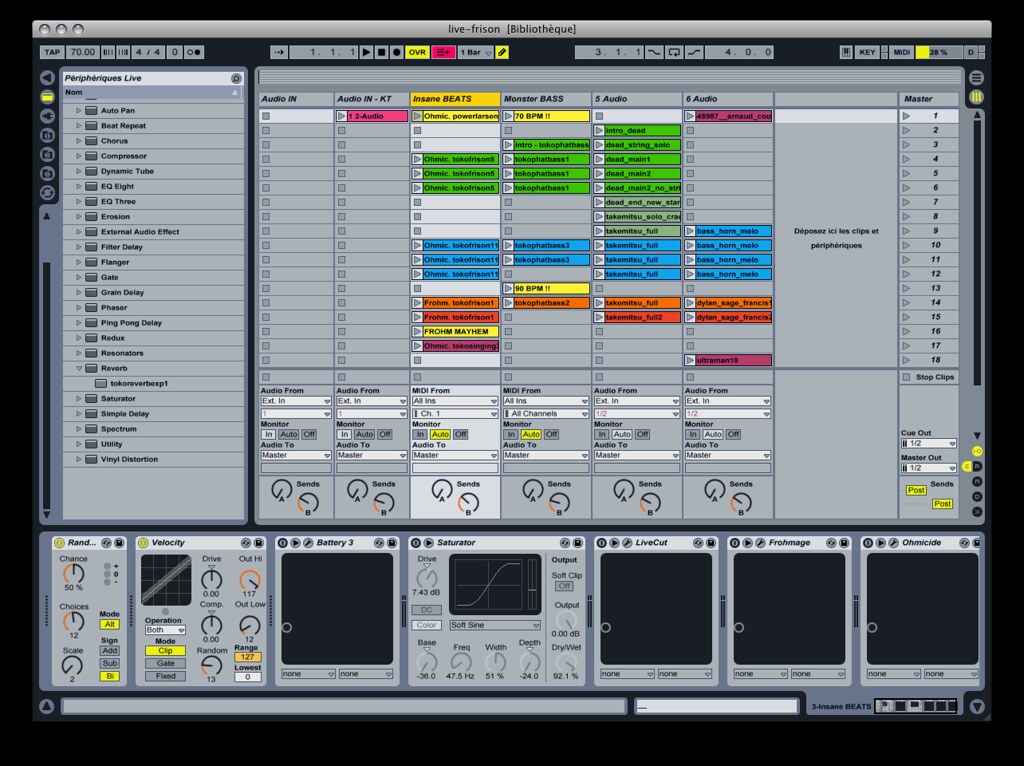 live-frison [Bibliothèque]
TAP 70.00 4 / 4 0 1. 1. 1 OVR 1 Bar 3. 1. 1 4. 0. 0 KEY MIDI 28 % D
Périphériques Live
Nom
Auto Pan
Beat Repeat
Chorus
Compressor
Dynamic Tube
EQ Eight
EQ Three
Erosion
External Audio Effect
Filter Delay
Flanger
Gate
Grain Delay
Phaser
Ping Pong Delay
Redux
Resonators
Reverb
tokoreverbexp1
Saturator
Simple Delay
Spectrum
Utility
Vinyl Distortion
Audio IN Audio IN - KT Insane BEATS Monster BASS 5 Audio 6 Audio Master
1 2-Audio Ohmic. powerlarsen 70 BPM !! 48987__arnaud_cou 1
intro_dead 2
intro - tokophatbass dead_string_solo 3
Ohmic. tokofrison5 tokophatbass1 dead_main1 4
Ohmic. tokofrison5 tokophatbass1 dead_main2 5
Ohmic. tokofrison5 tokophatbass1 dead_main2_no_stri 6
dead_end_new_star 7
takemitsu_solo_crac 8
takemitsu_full bass_horn_melo 9
Ohmic. tokofrison11 tokophatbass3 takemitsu_full bass_horn_melo 10
Ohmic. tokofrison11 tokophatbass3 takemitsu_full bass_horn_melo 11
Ohmic. tokofrison11 takemitsu_full bass_horn_melo 12
90 BPM !! 13
Frohm. tokofrison1 tokophatbass2 takemitsu_full dylan_sage_francis1 14
Frohm. tokofrison1 takemitsu_full2 dylan_sage_francis2 15
FROHM MAYHEM 16
Ohmic. tokosinging 17
ultraman10 18
Déposez ici les clips et
périphériques
Stop Clips
Audio From Audio From MIDI From MIDI From Audio From Audio From
Ext. In Ext. In All Ins All Ins Ext. In Ext. In
1 1 Ch. 1 All Channels 1/2 1/2
Monitor Monitor Monitor Monitor Monitor Monitor
In Auto Off In Auto Off In Auto Off In Auto Off In Auto Off In Auto Off
Audio To Audio To Audio To Audio To Audio To Audio To
Master Master Master Master Master Master
Cue Out
1/2
Master Out
1/2
Sends Sends Sends Sends Sends Sends Sends
A A A A A A Post
B B B B B B Post
Rand...
Chance
50 %
+
0
-
Choices
12
Mode
Alt
Sign
Add
Sub
Bi
Scale
2
Velocity
Operation
Both
Mode
Clip
Gate
Fixed
Drive
0.00
Comp.
0.00
Random
13
Out Hi
117
Out Low
12
Range
127
Lowest
0
Battery 3
none none
Saturator
Drive
7.43 dB
DC
Color
Soft Sine
Base Freq Width Depth
-36.0 47.5 Hz 51 % -24.0
Output
Soft Clip
Off
Output
0.00 dB
Dry/Wet
92.1 %
LiveCut
none none
Frohmage
none none
Ohmicide
none none
3-Insane BEATS